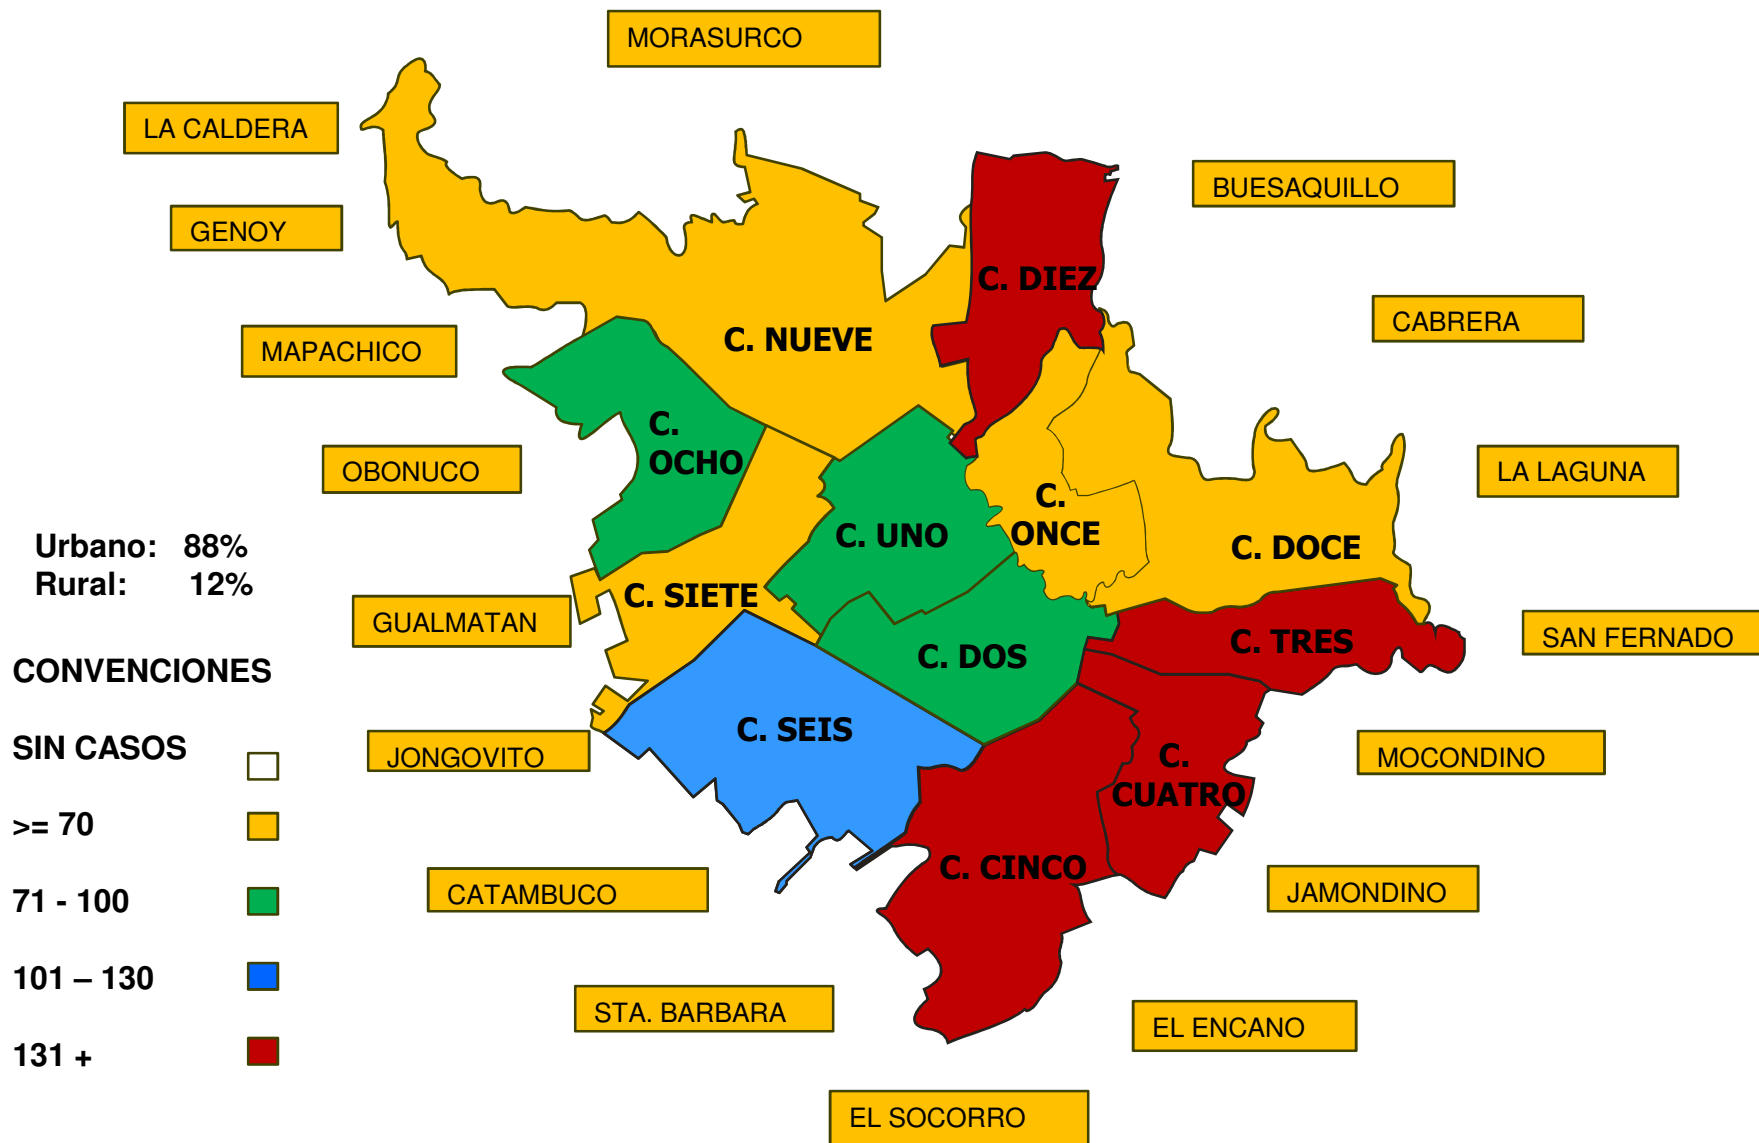 MORASURCO
LA CALDERA
BUESAQUILLO
GENOY
C. DIEZ
CABRERA
C. NUEVE
MAPACHICO
C.
OCHO
OBONUCO
LA LAGUNA
C.
ONCE
C. UNO
C. DOCE
Urbano: 88%
Rural: 12%
C. SIETE
GUALMATAN
SAN FERNADO
C. TRES
C. DOS
CONVENCIONES
C. SEIS
SIN CASOS
JONGOVITO
MOCONDINO
C.
CUATRO
>= 70
C. CINCO
CATAMBUCO
JAMONDINO
71 - 100
101 – 130
STA. BARBARA
EL ENCANO
131 +
EL SOCORRO